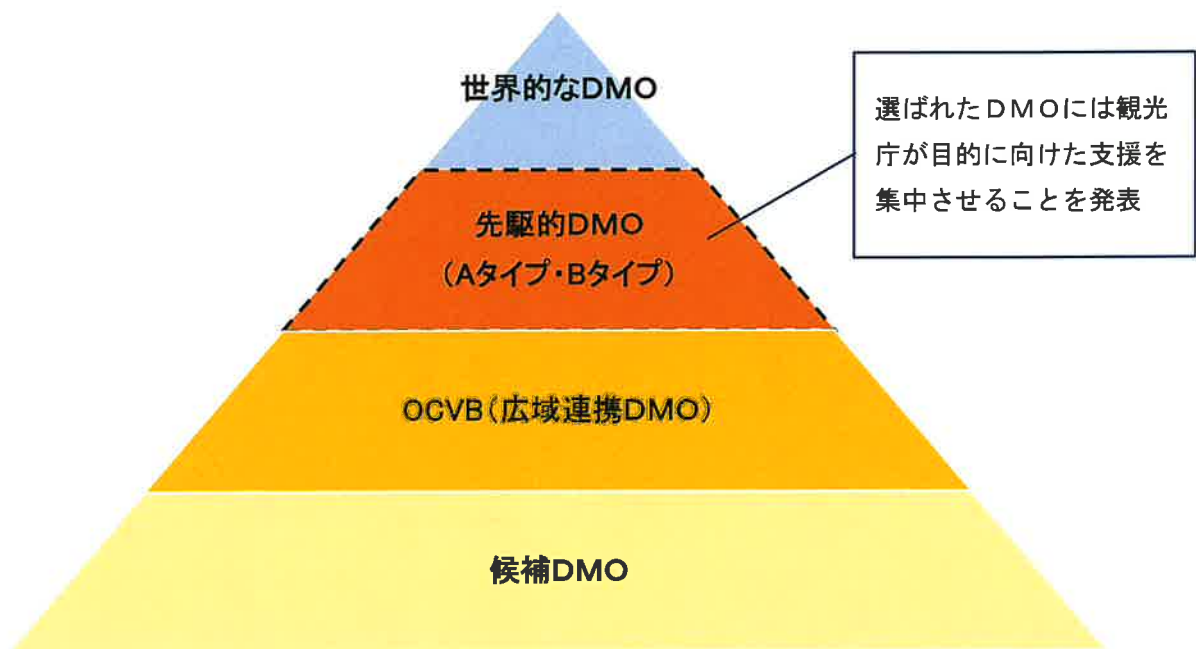 世界的なDMO
選ばれたDMOには観光
庁が目的に向けた支援を
集中させることを発表
先駆的DMO
(Aタイプ・Bタイプ)
OCVB(広域連携DMO)
候補DMO